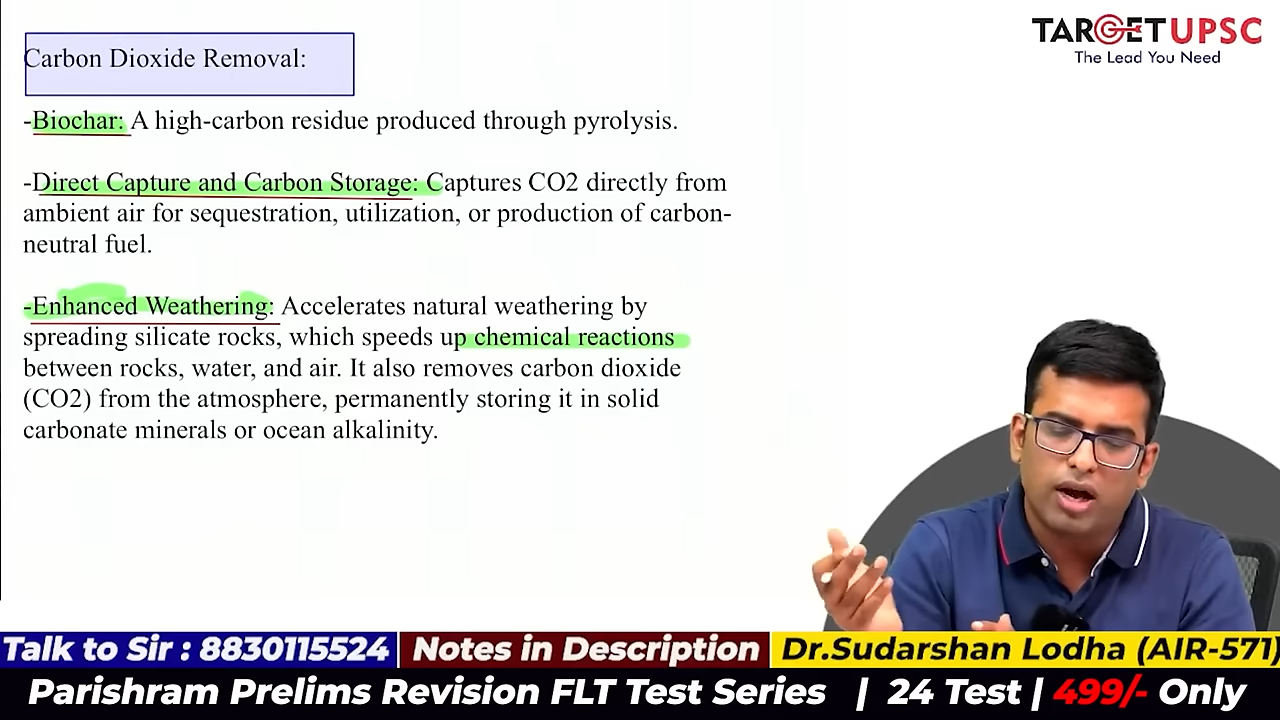 Carbon Dioxide Removal:
-Biochar: A high-carbon residue produced through pyrolysis.
-Direct Capture and Carbon Storage: Captures CO2 directly from
ambient air for sequestration, utilization, or production of carbon-
neutral fuel.
-Enhanced Weathering: Accelerates natural weathering by
spreading silicate rocks, which speeds up chemical reactions
between rocks, water, and air. It also removes carbon dioxide
(CO2) from the atmosphere, permanently storing it in solid
carbonate minerals or ocean alkalinity.
TARGET UPSC
The Lead You Need
Talk to Sir : 8830115524 Notes in Description Dr.Sudarshan Lodha (AIR-571)
Parishram Prelims Revision FLT Test Series | 24 Test | 499/- Only